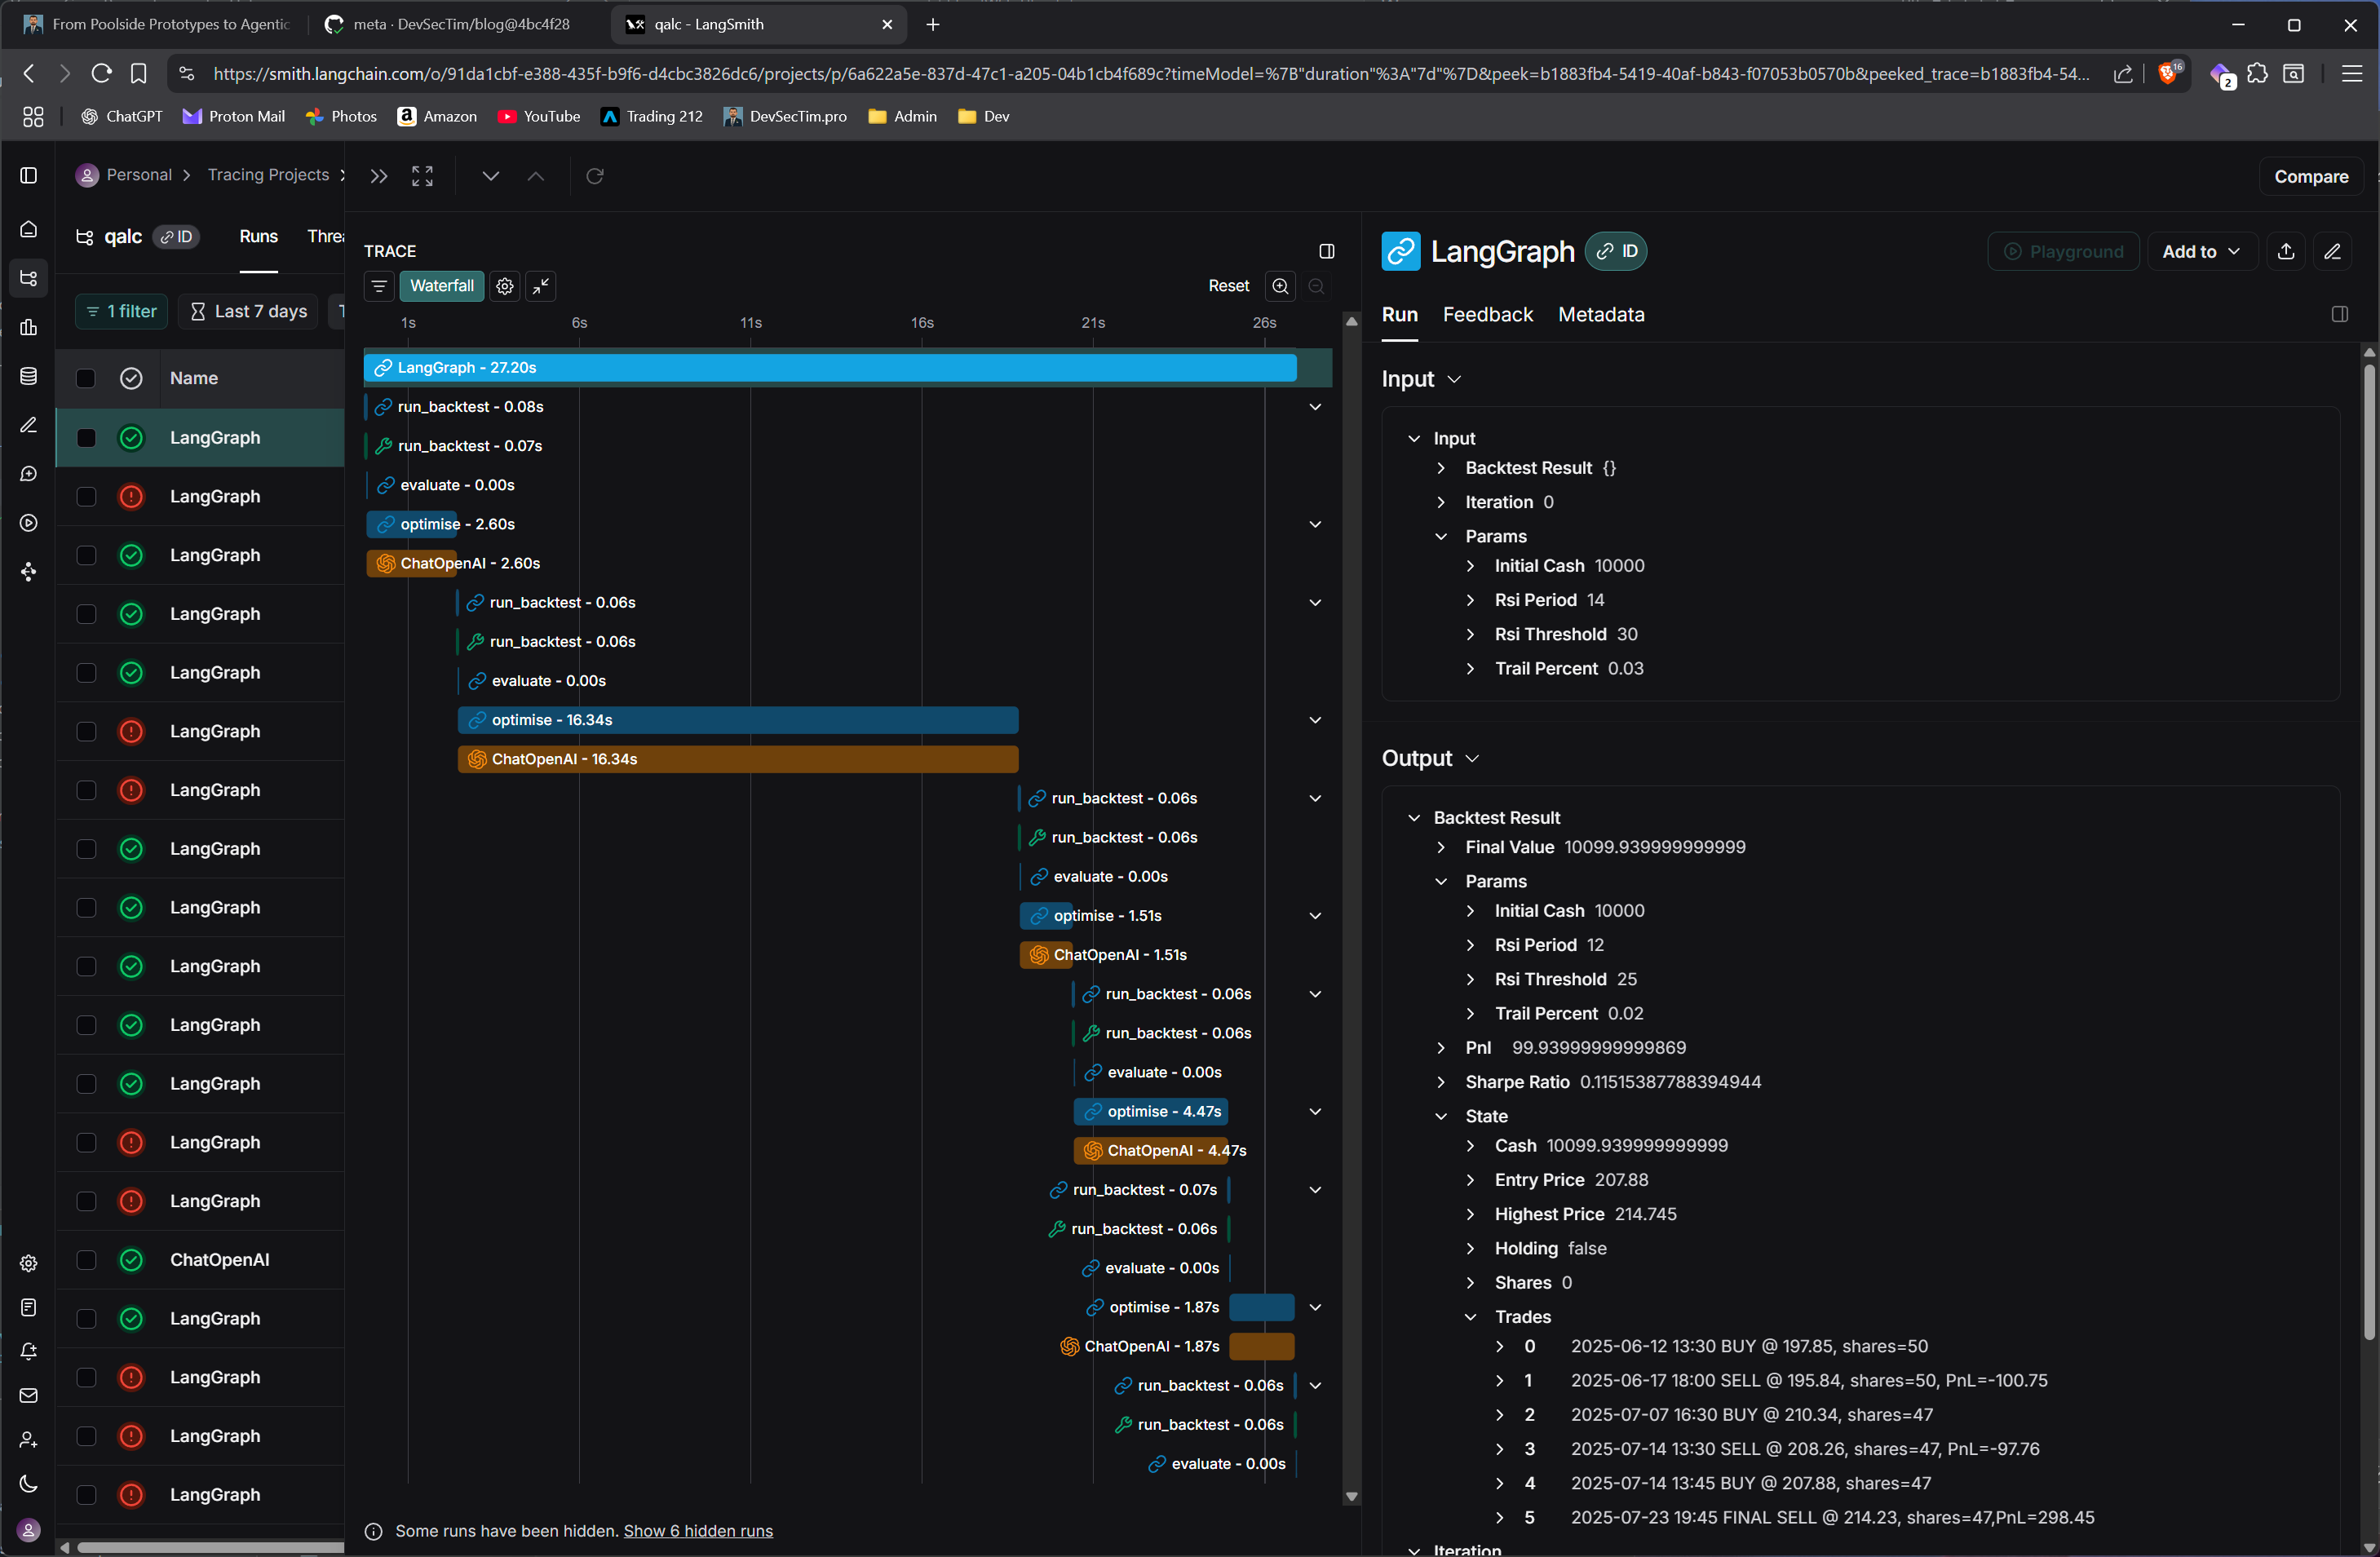 From Poolside Prototypes to Agentic
meta · DevSecTim/blog@4bc4f28
qalc - LangSmith
https://smith.langchain.com/o/91da1cbf-e388-435f-b9f6-d4cbc3826dc6/projects/p/6a622a5e-837d-47c1-a205-04b1cb4f689c?timeModel=%7B"duration"%3A"7d"%7D&peek=b1883fb4-5419-40af-b843-f07053b0570b&peeked_trace=b1883fb4-54...
16
2
ChatGPT
Proton Mail
Photos
Amazon
YouTube
Trading 212
DevSecTim.pro
Admin
Dev
Personal
Tracing Projects
qalc
ID
Runs
Threa
1 filter
Last 7 days
Name
LangGraph
LangGraph
LangGraph
LangGraph
LangGraph
LangGraph
LangGraph
LangGraph
LangGraph
LangGraph
LangGraph
LangGraph
LangGraph
LangGraph
ChatOpenAI
LangGraph
LangGraph
LangGraph
LangGraph
TRACE
Waterfall
Reset
1s 6s 11s 16s 21s 26s
LangGraph - 27.20s
run_backtest - 0.08s
run_backtest - 0.07s
evaluate - 0.00s
optimise - 2.60s
ChatOpenAI - 2.60s
run_backtest - 0.06s
run_backtest - 0.06s
evaluate - 0.00s
optimise - 16.34s
ChatOpenAI - 16.34s
run_backtest - 0.06s
run_backtest - 0.06s
evaluate - 0.00s
optimise - 1.51s
ChatOpenAI - 1.51s
run_backtest - 0.06s
run_backtest - 0.06s
evaluate - 0.00s
optimise - 4.47s
ChatOpenAI - 4.47s
run_backtest - 0.07s
run_backtest - 0.06s
evaluate - 0.00s
optimise - 1.87s
ChatOpenAI - 1.87s
run_backtest - 0.06s
run_backtest - 0.06s
evaluate - 0.00s
Some runs have been hidden. Show 6 hidden runs
Compare
LangGraph
ID
Playground
Add to
Run
Feedback
Metadata
Input
Input
Backtest Result {}
Iteration 0
Params
Initial Cash 10000
Rsi Period 14
Rsi Threshold 30
Trail Percent 0.03
Output
Backtest Result
Final Value 10099.939999999999
Params
Initial Cash 10000
Rsi Period 12
Rsi Threshold 25
Trail Percent 0.02
Pnl 99.93999999999869
Sharpe Ratio 0.11515387788394944
State
Cash 10099.939999999999
Entry Price 207.88
Highest Price 214.745
Holding false
Shares 0
Trades
0 2025-06-12 13:30 BUY @ 197.85, shares=50
1 2025-06-17 18:00 SELL @ 195.84, shares=50, PnL=-100.75
2 2025-07-07 16:30 BUY @ 210.34, shares=47
3 2025-07-14 13:30 SELL @ 208.26, shares=47, PnL=-97.76
4 2025-07-14 13:45 BUY @ 207.88, shares=47
5 2025-07-23 19:45 FINAL SELL @ 214.23, shares=47,PnL=298.45
Iteration